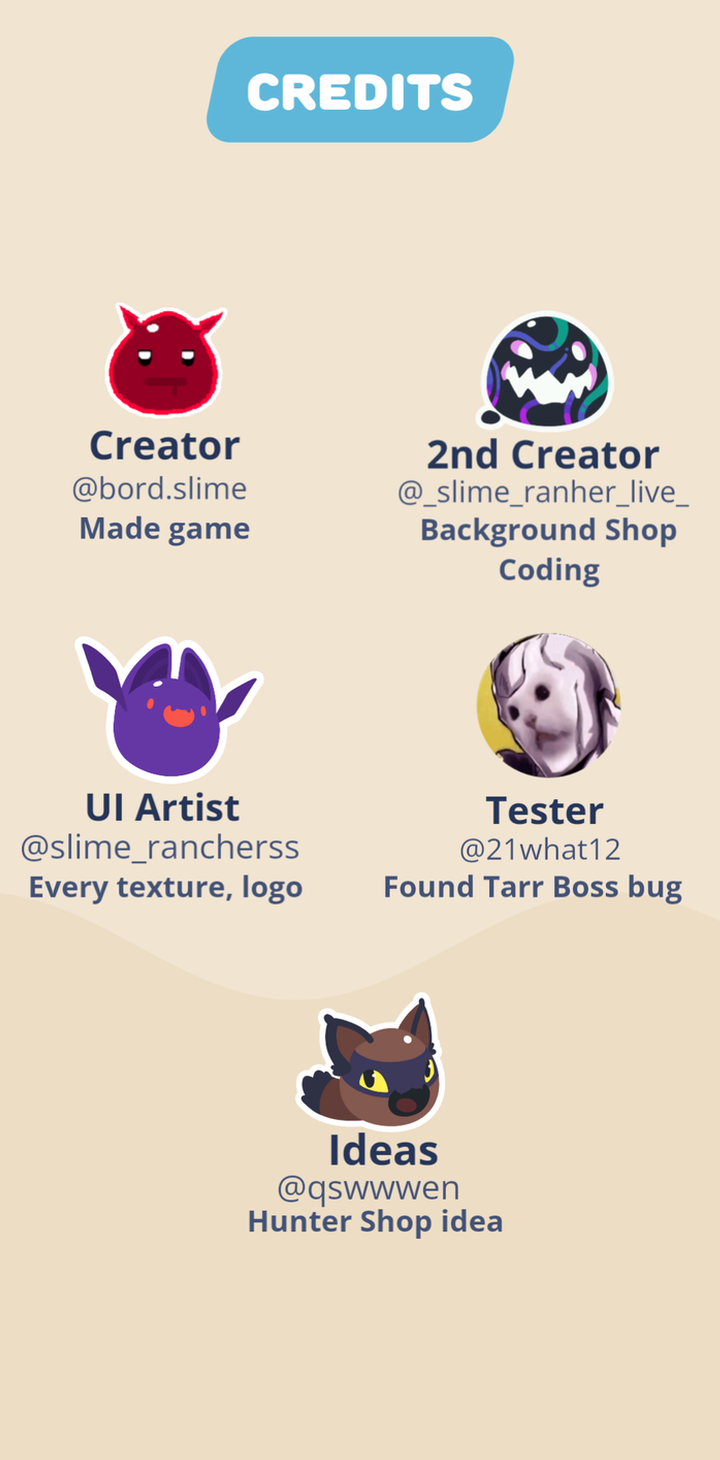 CREDITS
Creator
@bord.slime
Made game
2nd Creator
@_slime_ranher_live_
Background Shop
Coding
UI Artist
@slime_rancherss
Every texture, logo
Tester
@21what12
Found Tarr Boss bug
Ideas
@qswwwen
Hunter Shop idea